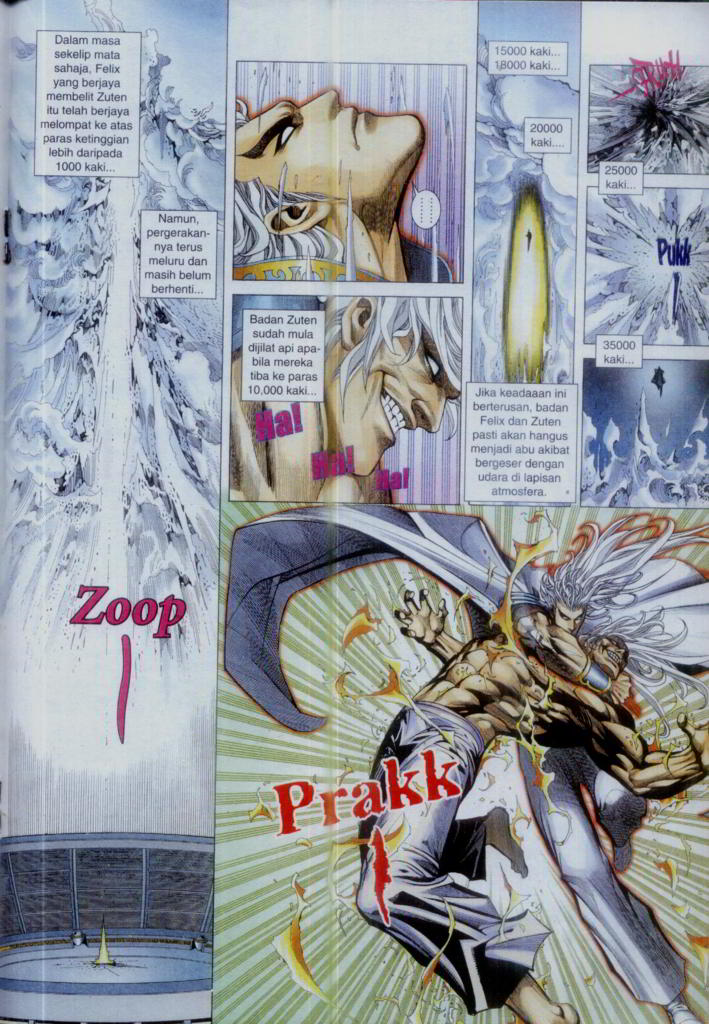 Dalam masa
sekelip mata
sahaja, Felix
yang berjaya
membelit Zuten
itu telah berjaya
melompat ke atas
paras ketinggian
lebih daripada
1000 kaki...
Namun,
pergerakan-
nya terus
meluru dan
masih belum
berhenti...
Zoop
Badan Zuten
sudah mula
dijilat api apa-
bila mereka
tiba ke paras
10,000 kaki...
Ha!
Ha!
Ha!
15000 kaki...
18000 kaki...
20000
kaki....
Jika keadaaan ini
berterusan, badan
Felix dan Zuten
pasti akan hangus
menjadi abu akibat
bergeser dengan
udara di lapisan
atmosfera.
25000
kaki...
Pukk
35000
kaki...
Prakk